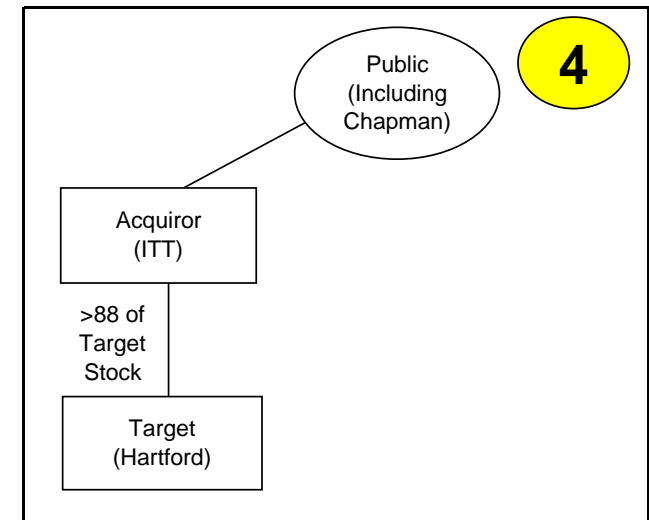 Public
(Including
Chapman)
4
Acquiror
(ITT)
>88 of
Target
Stock
Target
(Hartford)